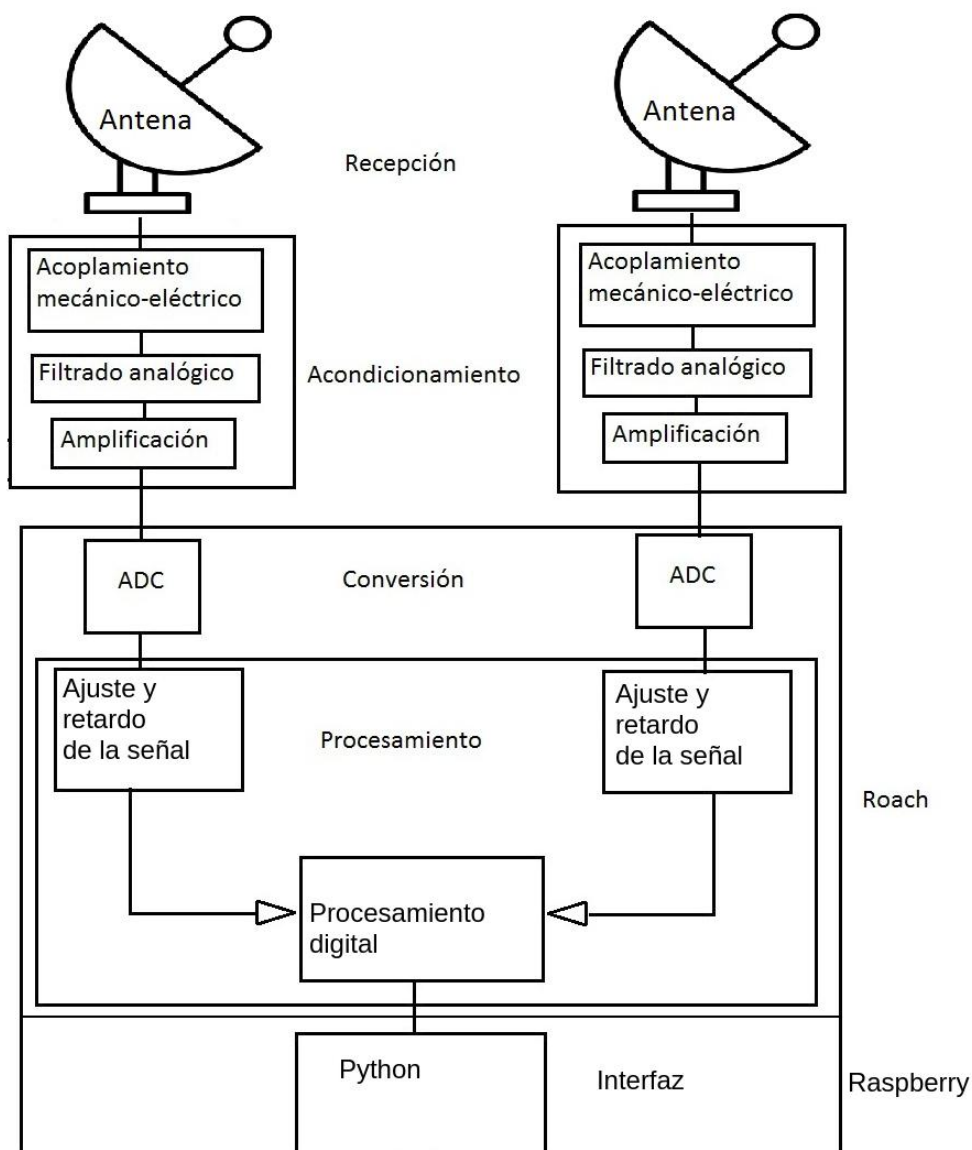 Antena
Antena
Recepción
Acoplamiento
mecánico-eléctrico
Filtrado analógico
Amplificación
Acondicionamiento
Acoplamiento
mecánico-eléctrico
Filtrado analógico
Amplificación
ADC
Conversión
ADC
Ajuste y
retardo
de la señal
Procesamiento
Ajuste y
retardo
de la señal
Roach
Procesamiento
digital
Python
Interfaz
Raspberry